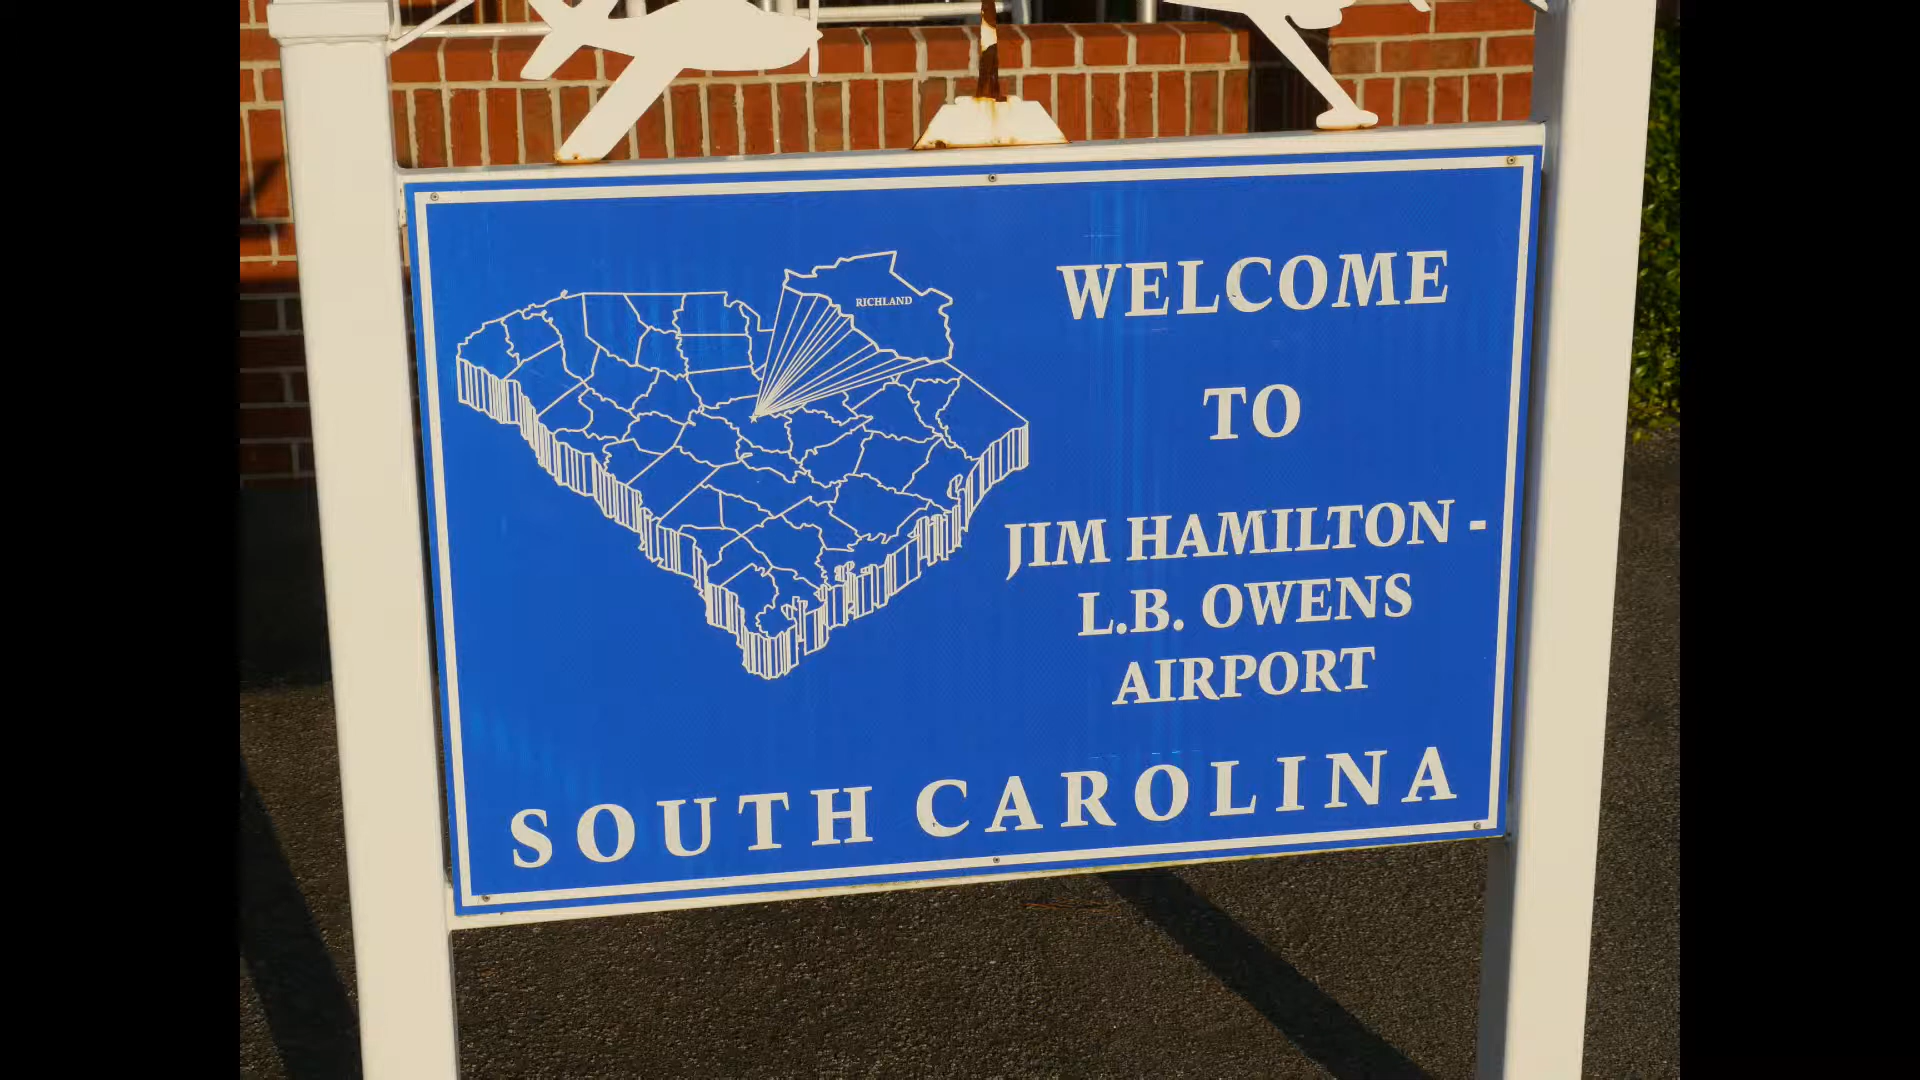 RICHLAND
WELCOME
TO
JIM HAMILTON -
L.B. OWENS
AIRPORT
SOUTH CAROLINA